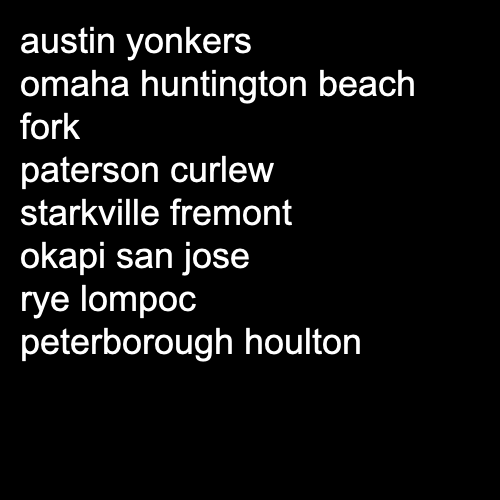 austin yonkers
omaha huntington beach
fork
paterson curlew
starkville fremont
okapi san jose
rye lompoc
peterborough houlton